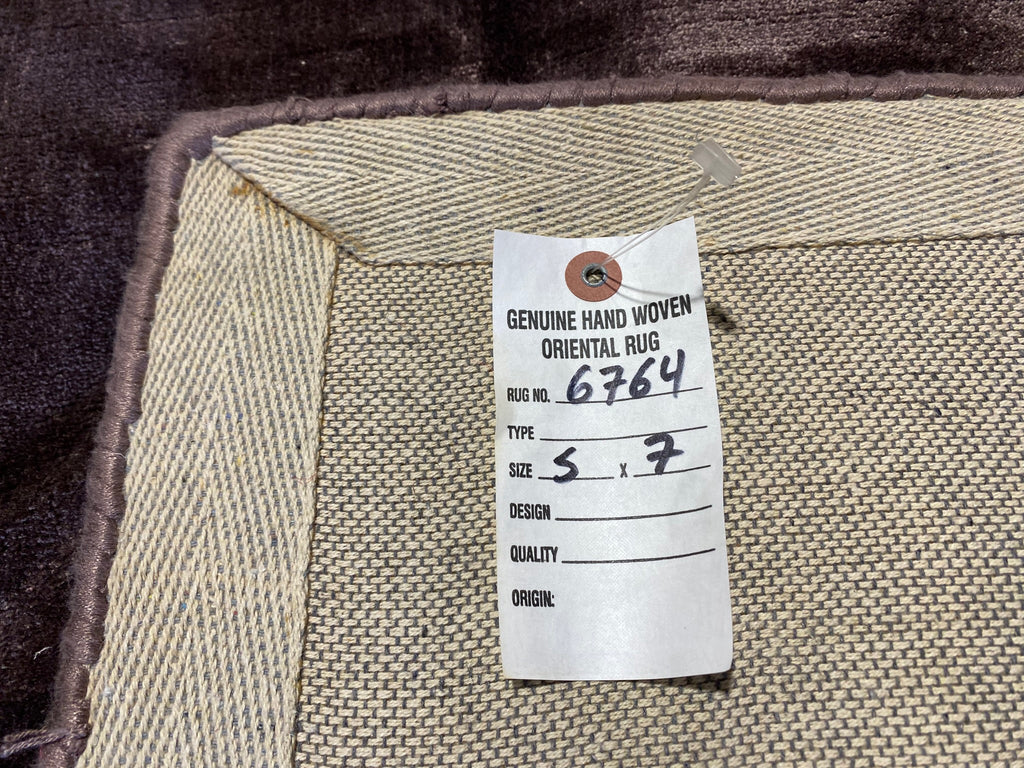 GENUINE HAND WOVEN
ORIENTAL RUG
RUG NO. 6764
TYPE
SIZE 5 X 7
DESIGN
QUALITY
ORIGIN: